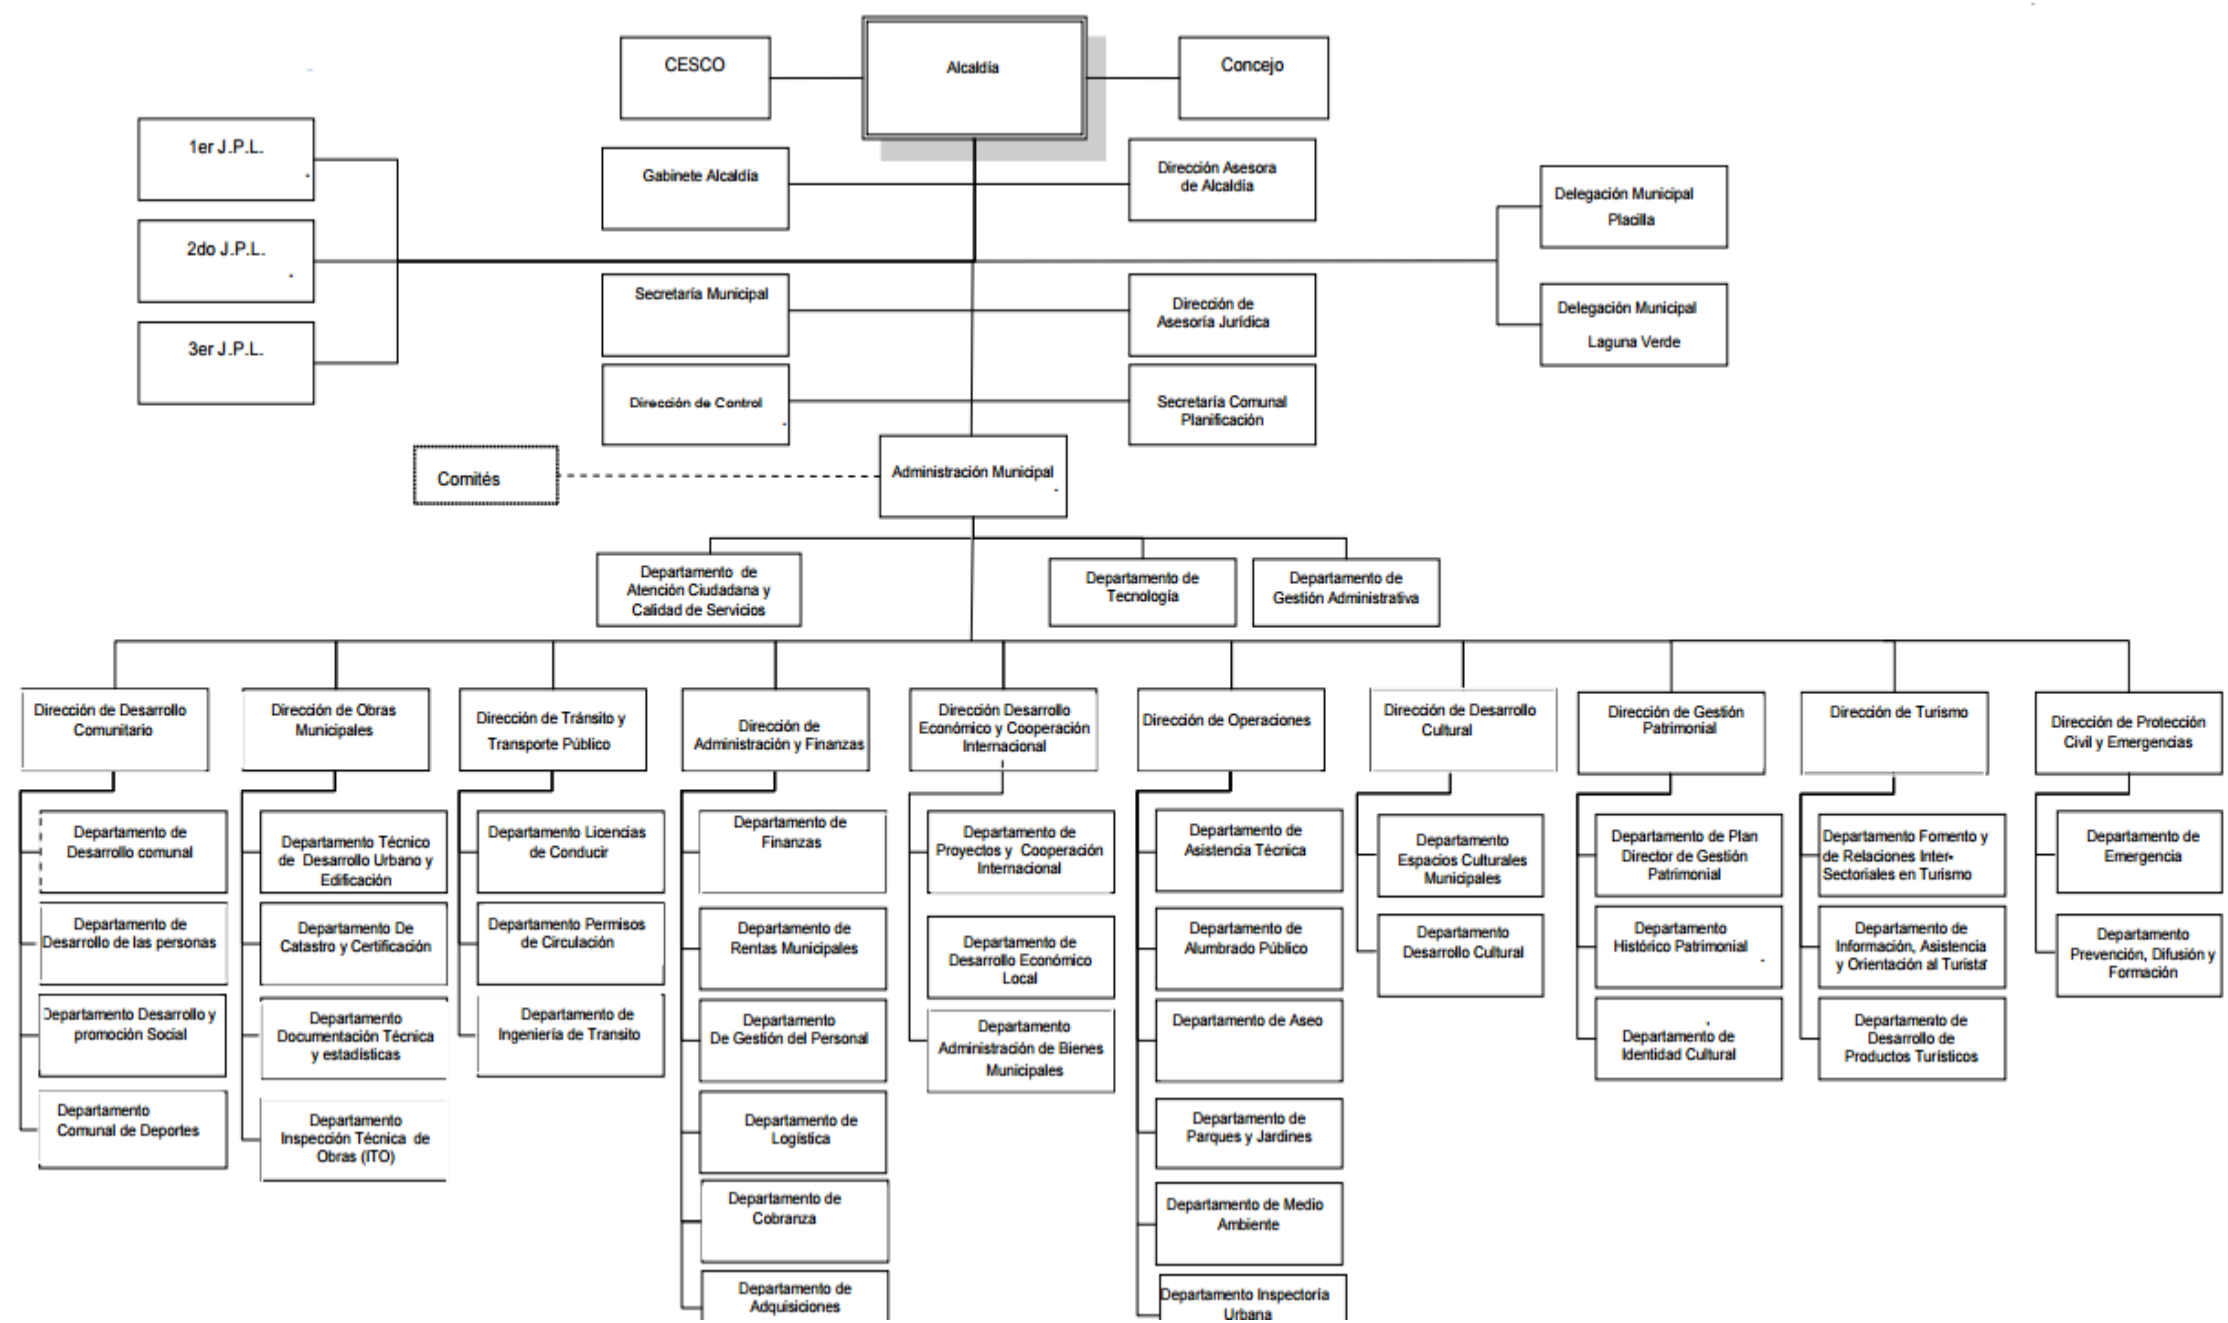 CESCO
Alcaldía
Concejo
1er J.P.L.
2do J.P.L.
3er J.P.L.
Gabinete Alcaldía
Dirección Asesora
de Alcaldía
Delegación Municipal
Placilla
Secretaría Municipal
Dirección de
Asesoría Jurídica
Delegación Municipal
Laguna Verde
Dirección de Control
Secretaría Comunal
Planificación
Comités
Administración Municipal
Departamento de
Atención Ciudadana y
Calidad de Servicios
Departamento de
Tecnología
Departamento de
Gestión Administrativa
Dirección de Desarrollo
Comunitario
Departamento de
Desarrollo comunal
Departamento de
Desarrollo de las personas
Departamento Desarrollo y
promoción Social
Departamento
Comunal de Deportes
Dirección de Obras
Municipales
Departamento Técnico
de Desarrollo Urbano y
Edificación
Departamento De
Catastro y Certificación
Departamento
Documentación Técnica
y estadísticas
Departamento
Inspección Técnica de
Obras (ITO)
Dirección de Tránsito y
Transporte Público
Departamento Licencias
de Conducir
Departamento Permisos
de Circulación
Departamento de
Ingeniería de Transito
Dirección de
Administración y Finanzas
Departamento de
Finanzas
Departamento de
Rentas Municipales
Departamento
De Gestión del Personal
Departamento de
Logística
Departamento de
Cobranza
Departamento de
Adquisiciones
Dirección Desarrollo
Económico y Cooperación
Internacional
Departamento de
Proyectos y Cooperación
Internacional
Departamento de
Desarrollo Económico
Local
Departamento
Administración de Bienes
Municipales
Dirección de Operaciones
Departamento de
Asistencia Técnica
Departamento de
Alumbrado Público
Departamento de Aseo
Departamento de
Parques y Jardines
Departamento de Medio
Ambiente
Departamento Inspectoría
Urbana
Dirección de Desarrollo
Cultural
Departamento
Espacios Culturales
Municipales
Departamento
Desarrollo Cultural
Dirección de Gestión
Patrimonial
Departamento de Plan
Director de Gestión
Patrimonial
Departamento
Histórico Patrimonial
Departamento de
Identidad Cultural
Dirección de Turismo
Departamento Fomento y
de Relaciones Inter-
Sectoriales en Turismo
Departamento de
Información, Asistencia
y Orientación al Turista
Departamento de
Desarrollo de
Productos Turísticos
Dirección de Protección
Civil y Emergencias
Departamento de
Emergencia
Departamento
Prevención, Difusión y
Formación